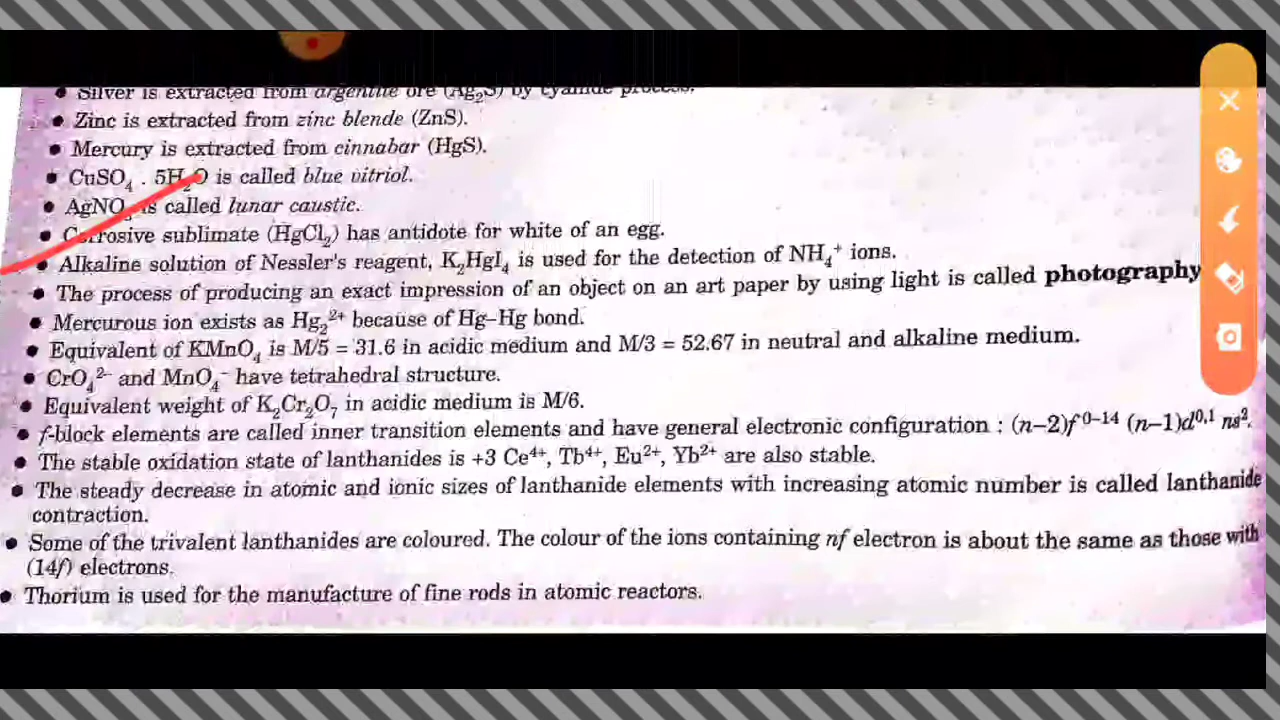 • Silver is extracted from argentite ore (Ag₂S) by cyanide process.
• Zinc is extracted from zinc blende (ZnS).
• Mercury is extracted from cinnabar (HgS).
• CuSO₄ . 5H₂O is called blue vitriol.
• AgNO₃ is called lunar caustic.
• Corrosive sublimate (HgCl₂) has antidote for white of an egg.
• Alkaline solution of Nessler's reagent, K₂HgI₄ is used for the detection of NH₄⁺ ions.
• The process of producing an exact impression of an object on an art paper by using light is called photography
• Mercurous ion exists as Hg₂²⁺ because of Hg–Hg bond.
• Equivalent of KMnO₄ is M/5 = 31.6 in acidic medium and M/3 = 52.67 in neutral and alkaline medium.
• CrO₄²⁻ and MnO₄⁻ have tetrahedral structure.
• Equivalent weight of K₂Cr₂O₇ in acidic medium is M/6.
• f-block elements are called inner transition elements and have general electronic configuration : (n–2)f⁰⁻¹⁴ (n–1)d⁰,¹ ns².
• The stable oxidation state of lanthanides is +3 Ce⁴⁺, Tb⁴⁺, Eu²⁺, Yb²⁺ are also stable.
• The steady decrease in atomic and ionic sizes of lanthanide elements with increasing atomic number is called lanthanide
contraction.
• Some of the trivalent lanthanides are coloured. The colour of the ions containing nf electron is about the same as those with
(14f) electrons.
• Thorium is used for the manufacture of fine rods in atomic reactors.